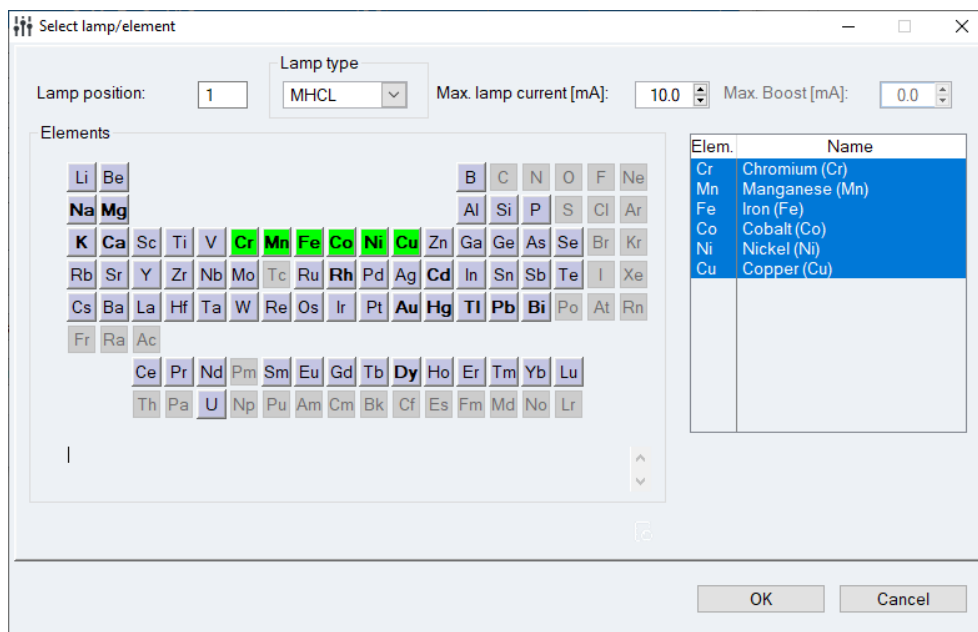 Select lamp/element
Lamp type
Lamp position: 1 MHCL Max. lamp current [mA]: 10.0 Max. Boost [mA]: 0.0
Elements
Elem. Name
Li Be B C N O F Ne
Na Mg Al Si P S Cl Ar
K Ca Sc Ti V Cr Mn Fe Co Ni Cu Zn Ga Ge As Se Br Kr
Rb Sr Y Zr Nb Mo Tc Ru Rh Pd Ag Cd In Sn Sb Te I Xe
Cs Ba La Hf Ta W Re Os Ir Pt Au Hg Tl Pb Bi Po At Rn
Fr Ra Ac
Ce Pr Nd Pm Sm Eu Gd Tb Dy Ho Er Tm Yb Lu
Th Pa U Np Pu Am Cm Bk Cf Es Fm Md No Lr
Cr Chromium (Cr)
Mn Manganese (Mn)
Fe Iron (Fe)
Co Cobalt (Co)
Ni Nickel (Ni)
Cu Copper (Cu)
OK Cancel